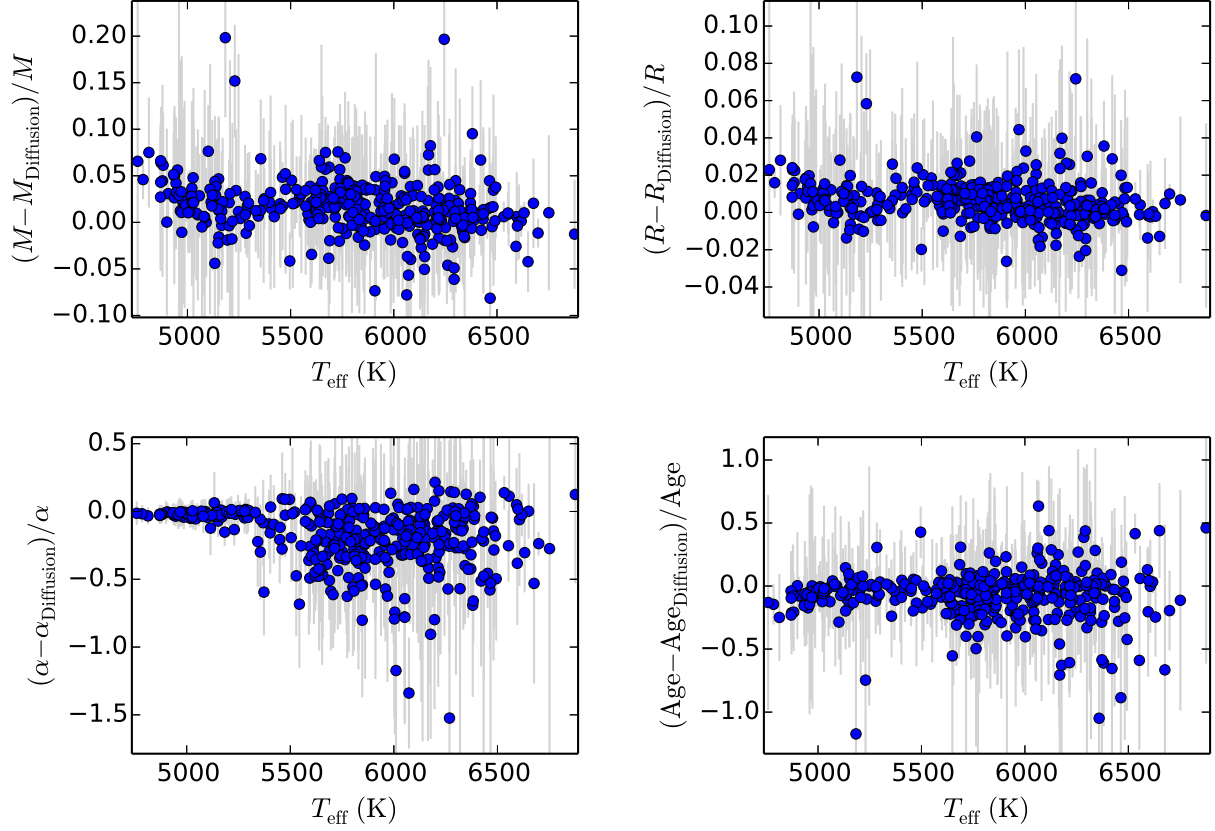 (M−M_Diffusion)/M
0.20
0.15
0.10
0.05
0.00
−0.05
−0.10
5000 5500 6000 6500
T_eff (K)
(R−R_Diffusion)/R
0.10
0.08
0.06
0.04
0.02
0.00
−0.02
−0.04
5000 5500 6000 6500
T_eff (K)
(α−α_Diffusion)/α
0.5
0.0
−0.5
−1.0
−1.5
5000 5500 6000 6500
T_eff (K)
(Age−Age_Diffusion)/Age
1.0
0.5
0.0
−0.5
−1.0
5000 5500 6000 6500
T_eff (K)